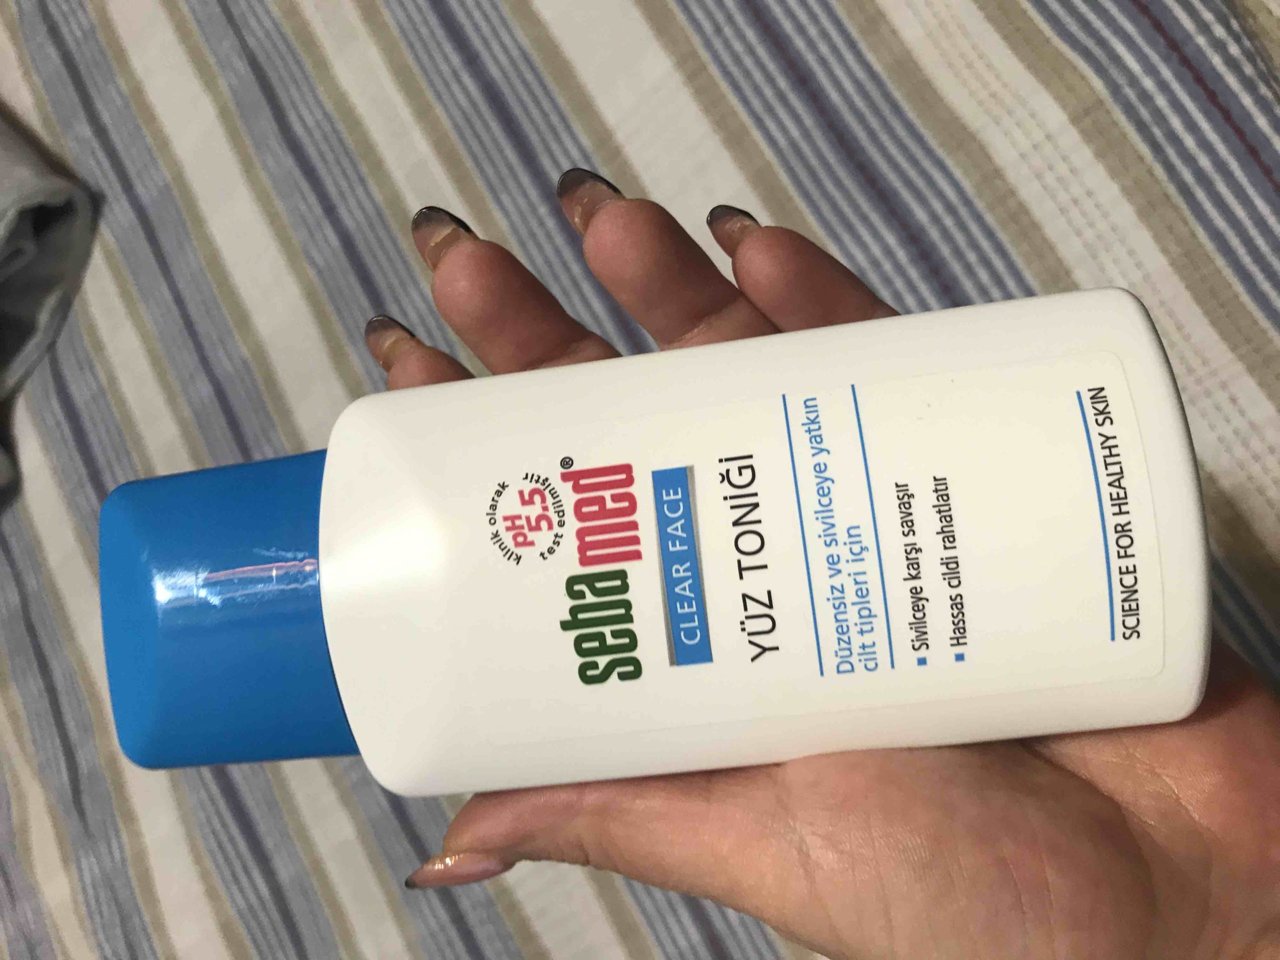 klinik olarak
pH
5.5
test edilmiştir
sebamed®
CLEAR FACE
YÜZ TONİĞİ
Düzensiz ve sivilceye yatkın
cilt tipleri için
▪ Sivilceye karşı savaşır
▪ Hassas cildi rahatlatır
SCIENCE FOR HEALTHY SKIN